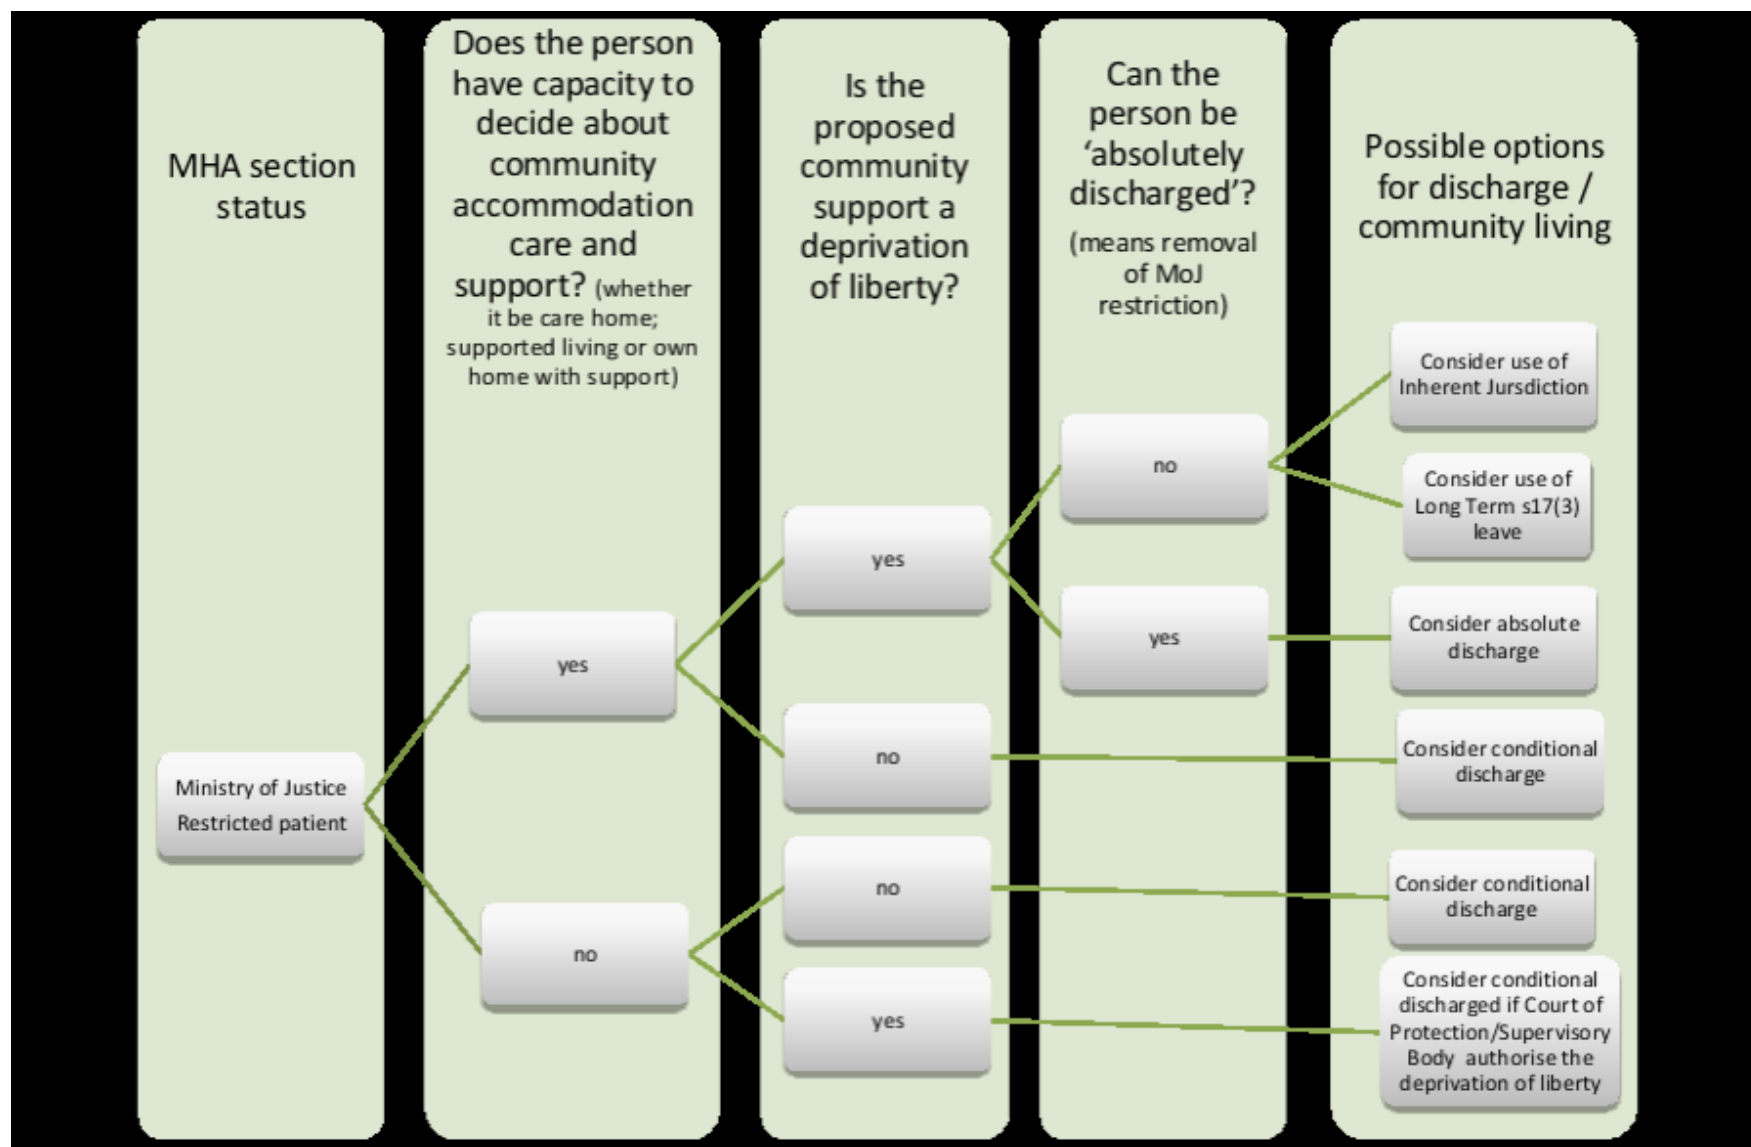 MHA section
status
Does the person
have capacity to
decide about
community
accommodation
care and
support? (whether
it be care home;
supported living or own
home with support)
Is the
proposed
community
support a
deprivation
of liberty?
Can the
person be
‘absolutely
discharged’?
(means removal
of MoJ
restriction)
Possible options
for discharge /
community living
Ministry of Justice
Restricted patient
yes
no
yes
no
no
yes
no
yes
Consider use of
Inherent Jursdiction
Consider use of
Long Term s17(3)
leave
Consider absolute
discharge
Consider conditional
discharge
Consider conditional
discharge
Consider conditional
discharged if Court of
Protection/Supervisory
Body authorise the
deprivation of liberty